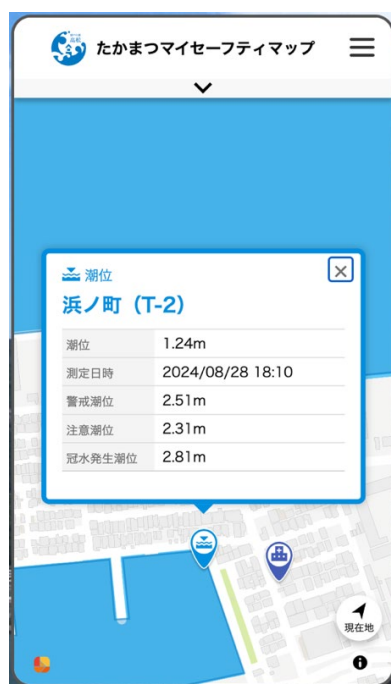 たかまつマイセーフティマップ
潮位
浜ノ町（T-2）
潮位 1.24m
測定日時 2024/08/28 18:10
警戒潮位 2.51m
注意潮位 2.31m
冠水発生潮位 2.81m
現在地